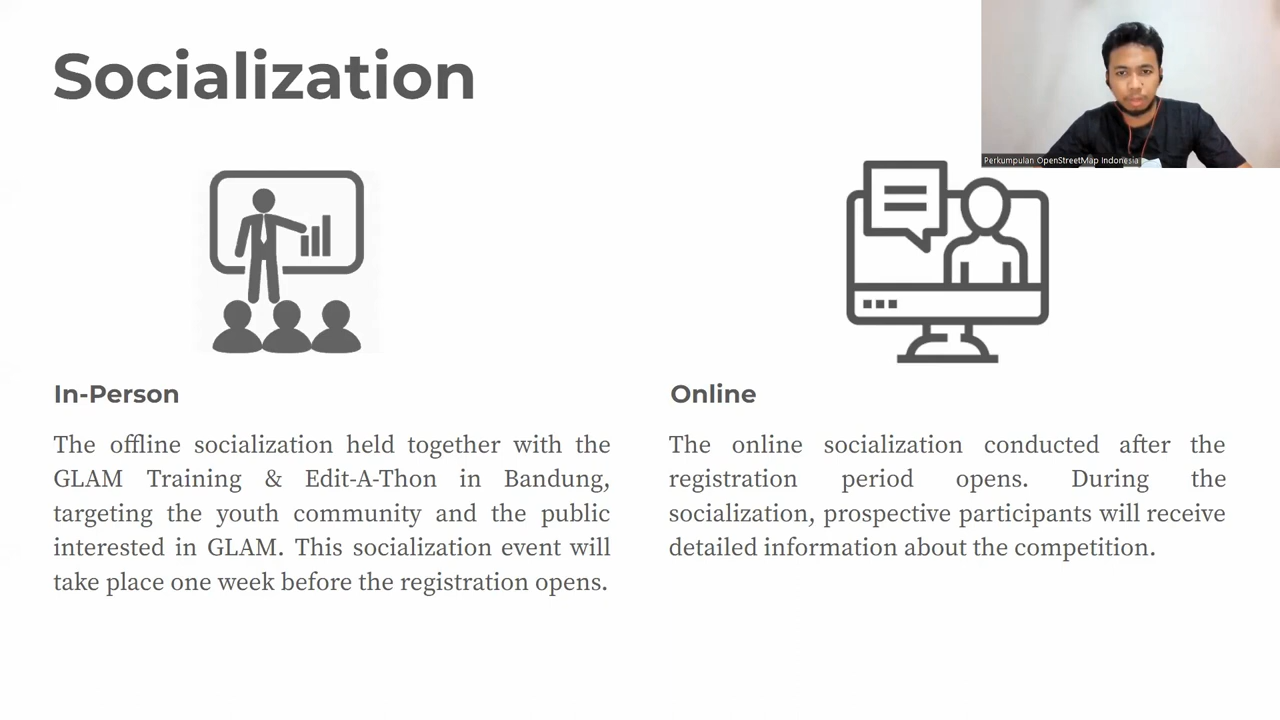 Socialization
Perkumpulan OpenStreetMap Indonesia
In-Person
The offline socialization held together with the
GLAM Training & Edit-A-Thon in Bandung,
targeting the youth community and the public
interested in GLAM. This socialization event will
take place one week before the registration opens.
Online
The online socialization conducted after the
registration period opens. During the
socialization, prospective participants will receive
detailed information about the competition.